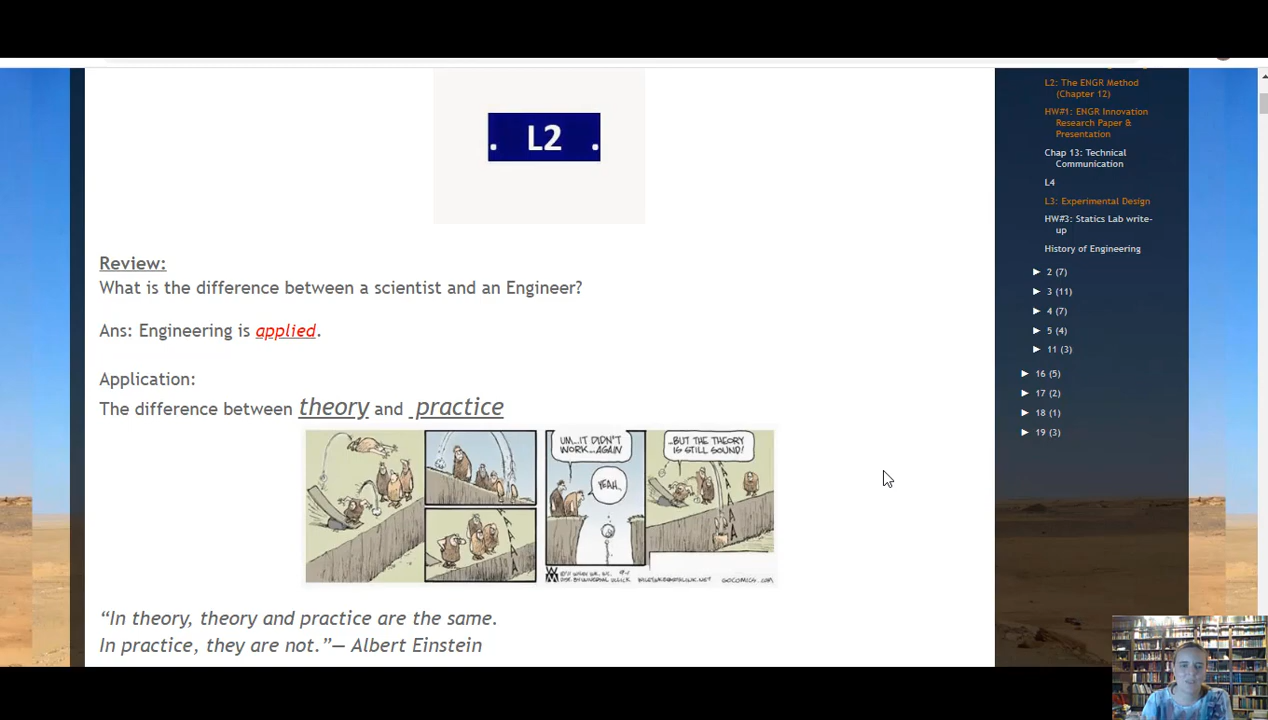 . L2 .
Review:
What is the difference between a scientist and an Engineer?
Ans: Engineering is applied.
Application:
The difference between theory and practice
UM...IT DIDN'T
WORK...AGAIN
YEAH..
..BUT THE THEORY
IS STILL SOUND!
GOCOMICS.COM
“In theory, theory and practice are the same.
In practice, they are not.”— Albert Einstein
L2: The ENGR Method
(Chapter 12)
HW#1: ENGR Innovation
Research Paper &
Presentation
Chap 13: Technical
Communication
L4
L3: Experimental Design
HW#3: Statics Lab write-
up
History of Engineering
► 2 (7)
► 3 (11)
► 4 (7)
► 5 (4)
► 11 (3)
► 16 (5)
► 17 (2)
► 18 (1)
► 19 (3)